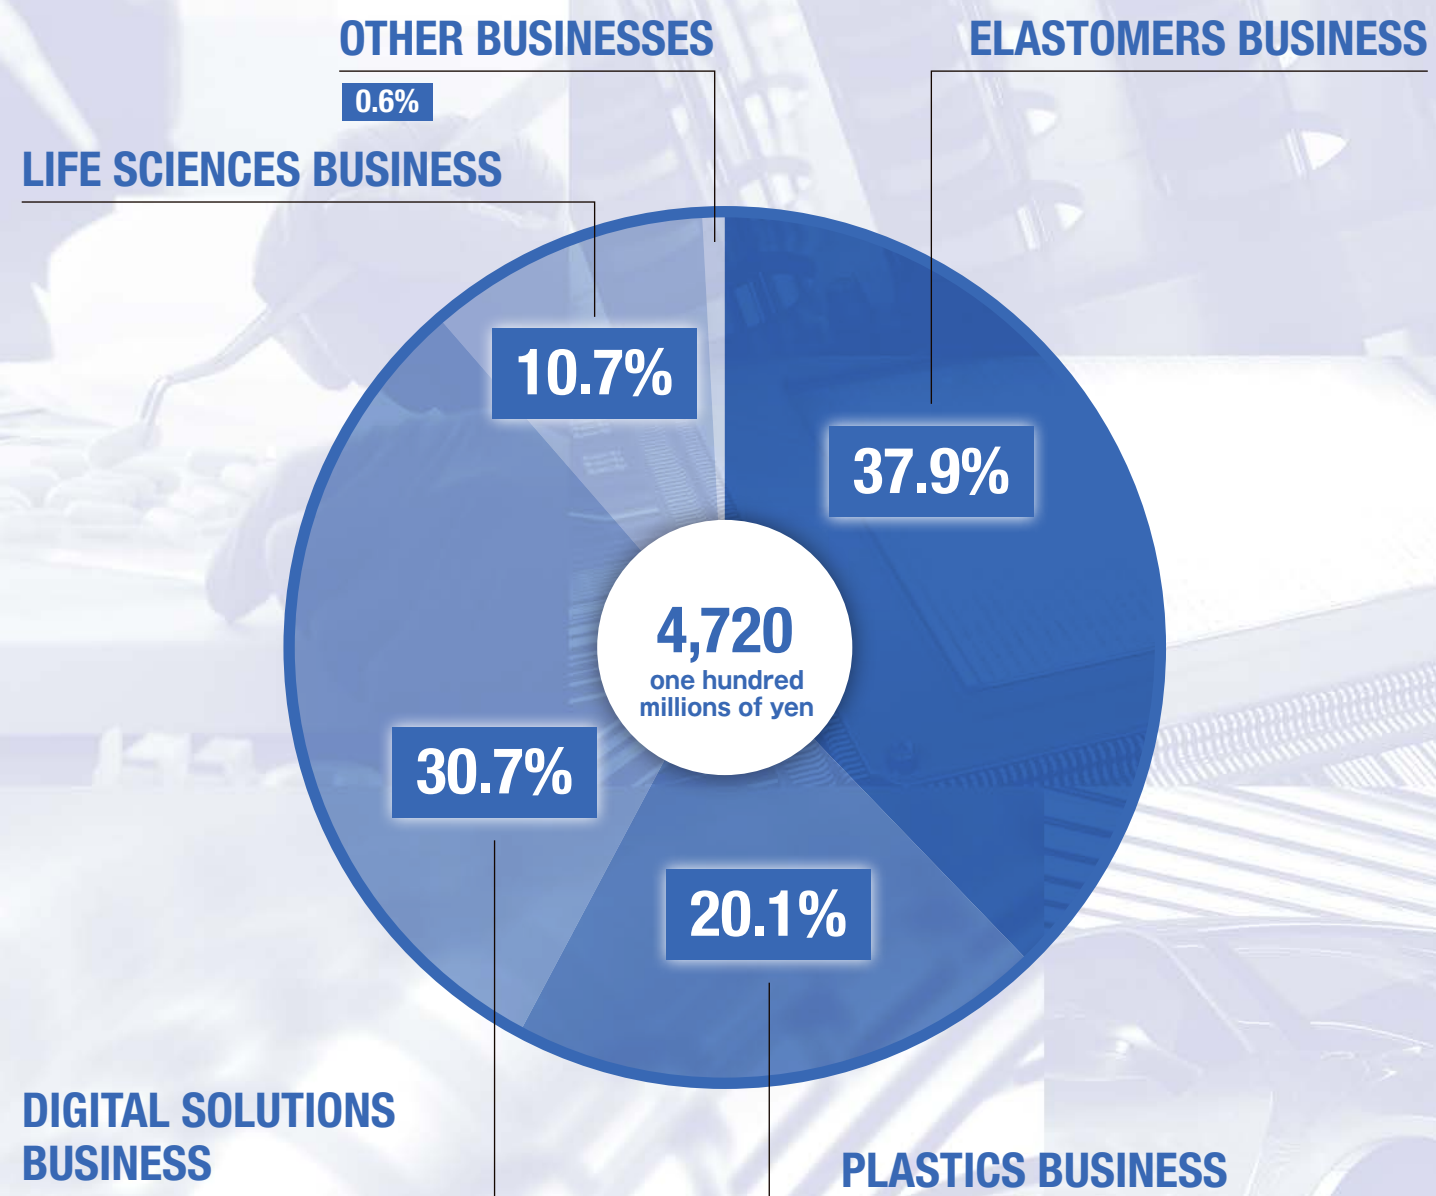 OTHER BUSINESSES
0.6%
ELASTOMERS BUSINESS
LIFE SCIENCES BUSINESS
10.7%
37.9%
4,720
one hundred
millions of yen
30.7%
20.1%
DIGITAL SOLUTIONS
BUSINESS
PLASTICS BUSINESS